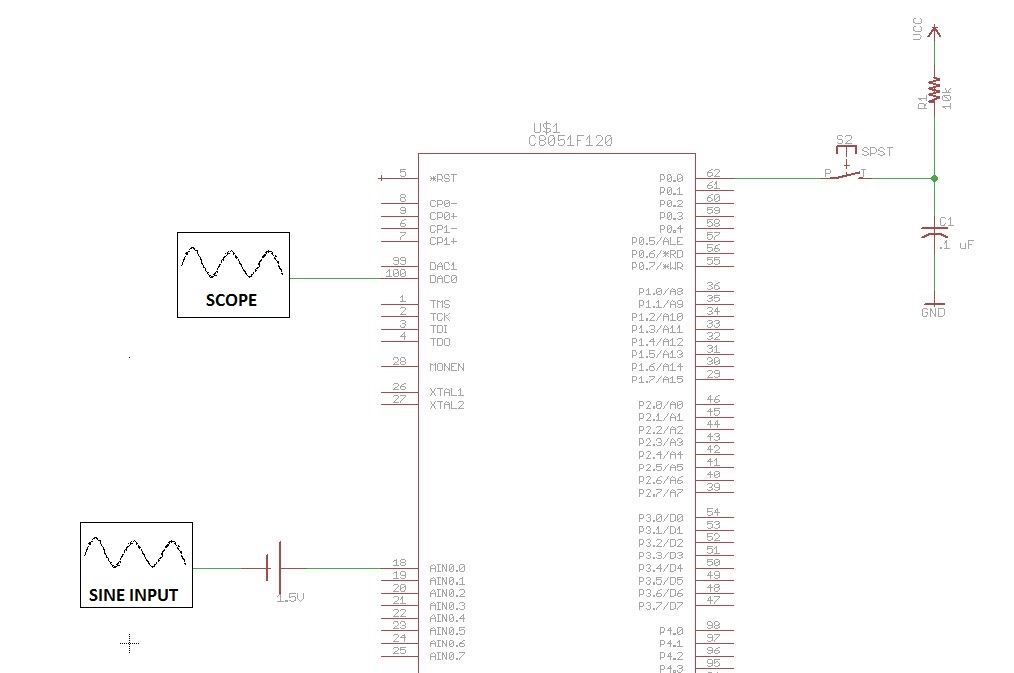 VCC
R1
10k
U$1
C8051F120
S2
SPST
P
T
C1
.1 uF
GND
SCOPE
SINE INPUT
1.5V
5 *RST
8 CP0-
9 CP0+
6 CP1-
7 CP1+
99 DAC1
100 DAC0
1 TMS
2 TCK
3 TDI
4 TDO
28 MONEN
26 XTAL1
27 XTAL2
18 AIN0.0
19 AIN0.1
20 AIN0.2
21 AIN0.3
22 AIN0.4
23 AIN0.5
24 AIN0.6
25 AIN0.7
P0.0 62
P0.1 61
P0.2 60
P0.3 59
P0.4 58
P0.5/ALE 57
P0.6/*RD 56
P0.7/*WR 55
P1.0/A8 36
P1.1/A9 35
P1.2/A10 34
P1.3/A11 33
P1.4/A12 32
P1.5/A13 31
P1.6/A14 30
P1.7/A15 29
P2.0/A0 46
P2.1/A1 45
P2.2/A2 44
P2.3/A3 43
P2.4/A4 42
P2.5/A5 41
P2.6/A6 40
P2.7/A7 39
P3.0/D0 54
P3.1/D1 53
P3.2/D2 52
P3.3/D3 51
P3.4/D4 50
P3.5/D5 49
P3.6/D6 48
P3.7/D7 47
P4.0 98
P4.1 97
P4.2 96
P4.3 95